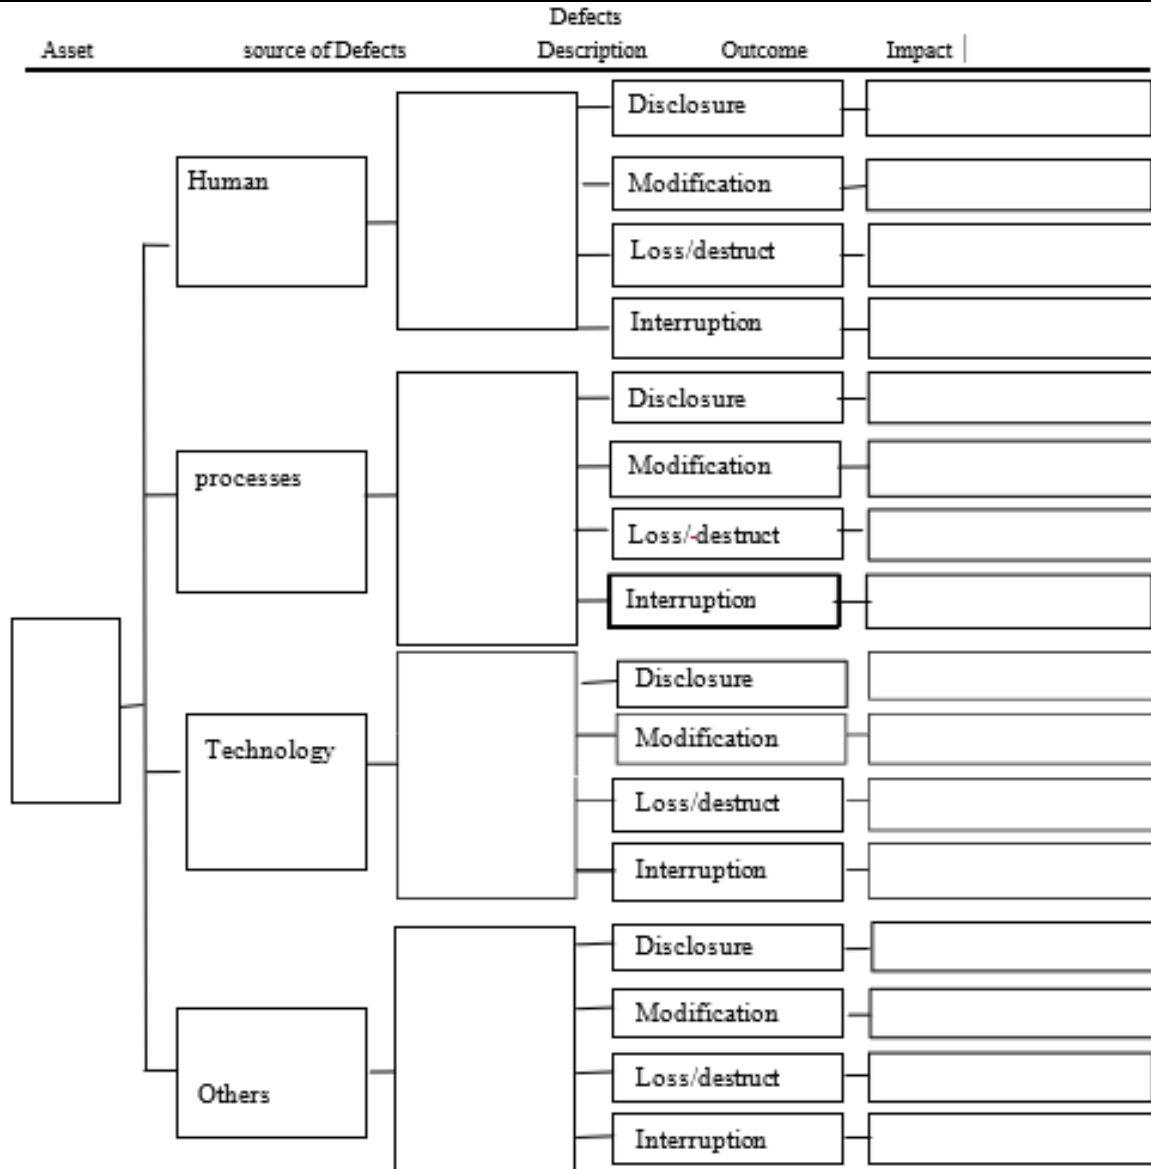 Defects
Asset source of Defects Description Outcome Impact
Disclosure
Human
Modification
Loss/destruct
Interruption
Disclosure
processes
Modification
Loss/-destruct
Interruption
Disclosure
Technology
Modification
Loss/destruct
Interruption
Disclosure
Modification
Others
Loss/destruct
Interruption